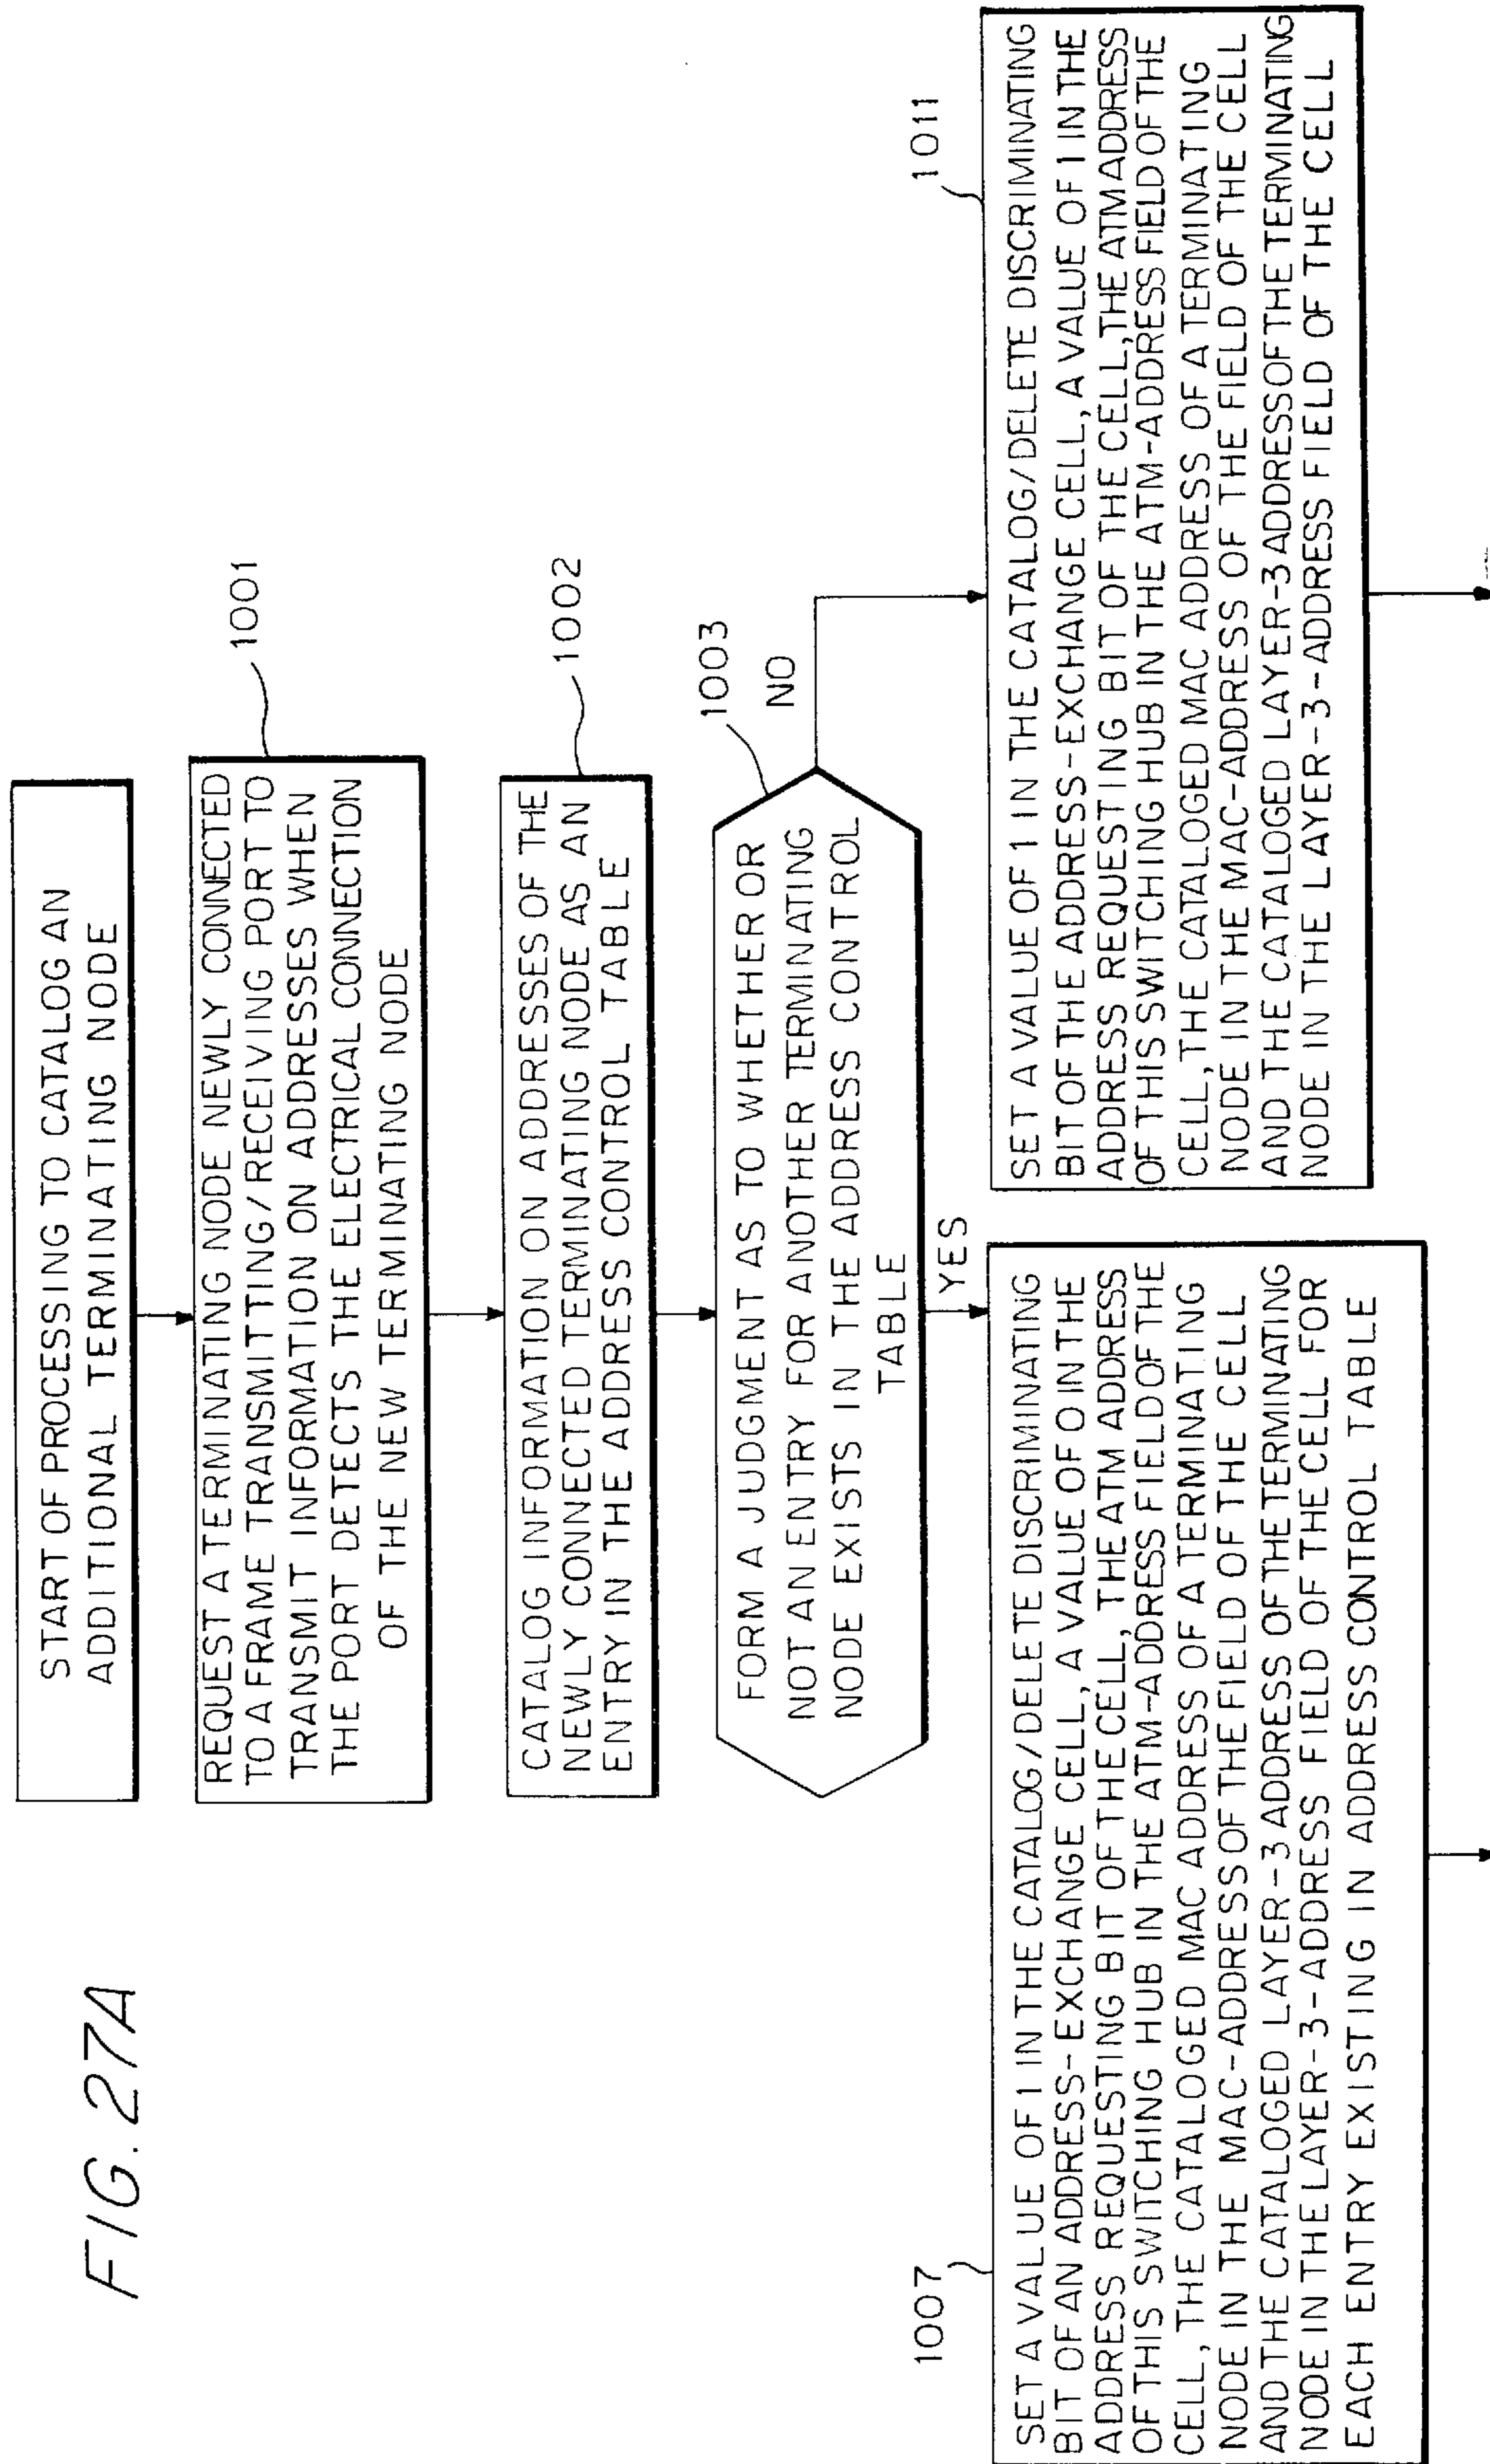 FIG. 27A
START OF PROCESSING TO CATALOG AN
ADDITIONAL TERMINATING NODE
1001
REQUEST A TERMINATING NODE NEWLY CONNECTED
TO A FRAME TRANSMITTING/RECEIVING PORT TO
TRANSMIT INFORMATION ON ADDRESSES WHEN
THE PORT DETECTS THE ELECTRICAL CONNECTION
OF THE NEW TERMINATING NODE
1002
CATALOG INFORMATION ON ADDRESSES OF THE
NEWLY CONNECTED TERMINATING NODE AS AN
ENTRY IN THE ADDRESS CONTROL TABLE
1003
FORM A JUDGMENT AS TO WHETHER OR
NOT AN ENTRY FOR ANOTHER TERMINATING
NODE EXISTS IN THE ADDRESS CONTROL
TABLE
NO
YES
1007
SET A VALUE OF 1 IN THE CATALOG/DELETE DISCRIMINATING
BIT OF AN ADDRESS-EXCHANGE CELL, A VALUE OF 0 IN THE
ADDRESS REQUESTING BIT OF THE CELL, THE ATM ADDRESS
OF THIS SWITCHING HUB IN THE ATM-ADDRESS FIELD OF THE
CELL, THE CATALOGED MAC ADDRESS OF A TERMINATING
NODE IN THE MAC-ADDRESS OF THE FIELD OF THE CELL
AND THE CATALOGED LAYER-3 ADDRESS OF THE TERMINATING
NODE IN THE LAYER-3-ADDRESS FIELD OF THE CELL FOR
EACH ENTRY EXISTING IN ADDRESS CONTROL TABLE
1011
SET A VALUE OF 1 IN THE CATALOG/DELETE DISCRIMINATING
BIT OF THE ADDRESS-EXCHANGE CELL, A VALUE OF 1 IN THE
ADDRESS REQUESTING BIT OF THE CELL, THE ATM ADDRESS
OF THIS SWITCHING HUB IN THE ATM-ADDRESS FIELD OF THE
CELL, THE CATALOGED MAC ADDRESS OF A TERMINATING
NODE IN THE MAC-ADDRESS OF THE FIELD OF THE CELL
AND THE CATALOGED LAYER-3 ADDRESS OF THE TERMINATING
NODE IN THE LAYER-3-ADDRESS FIELD OF THE CELL